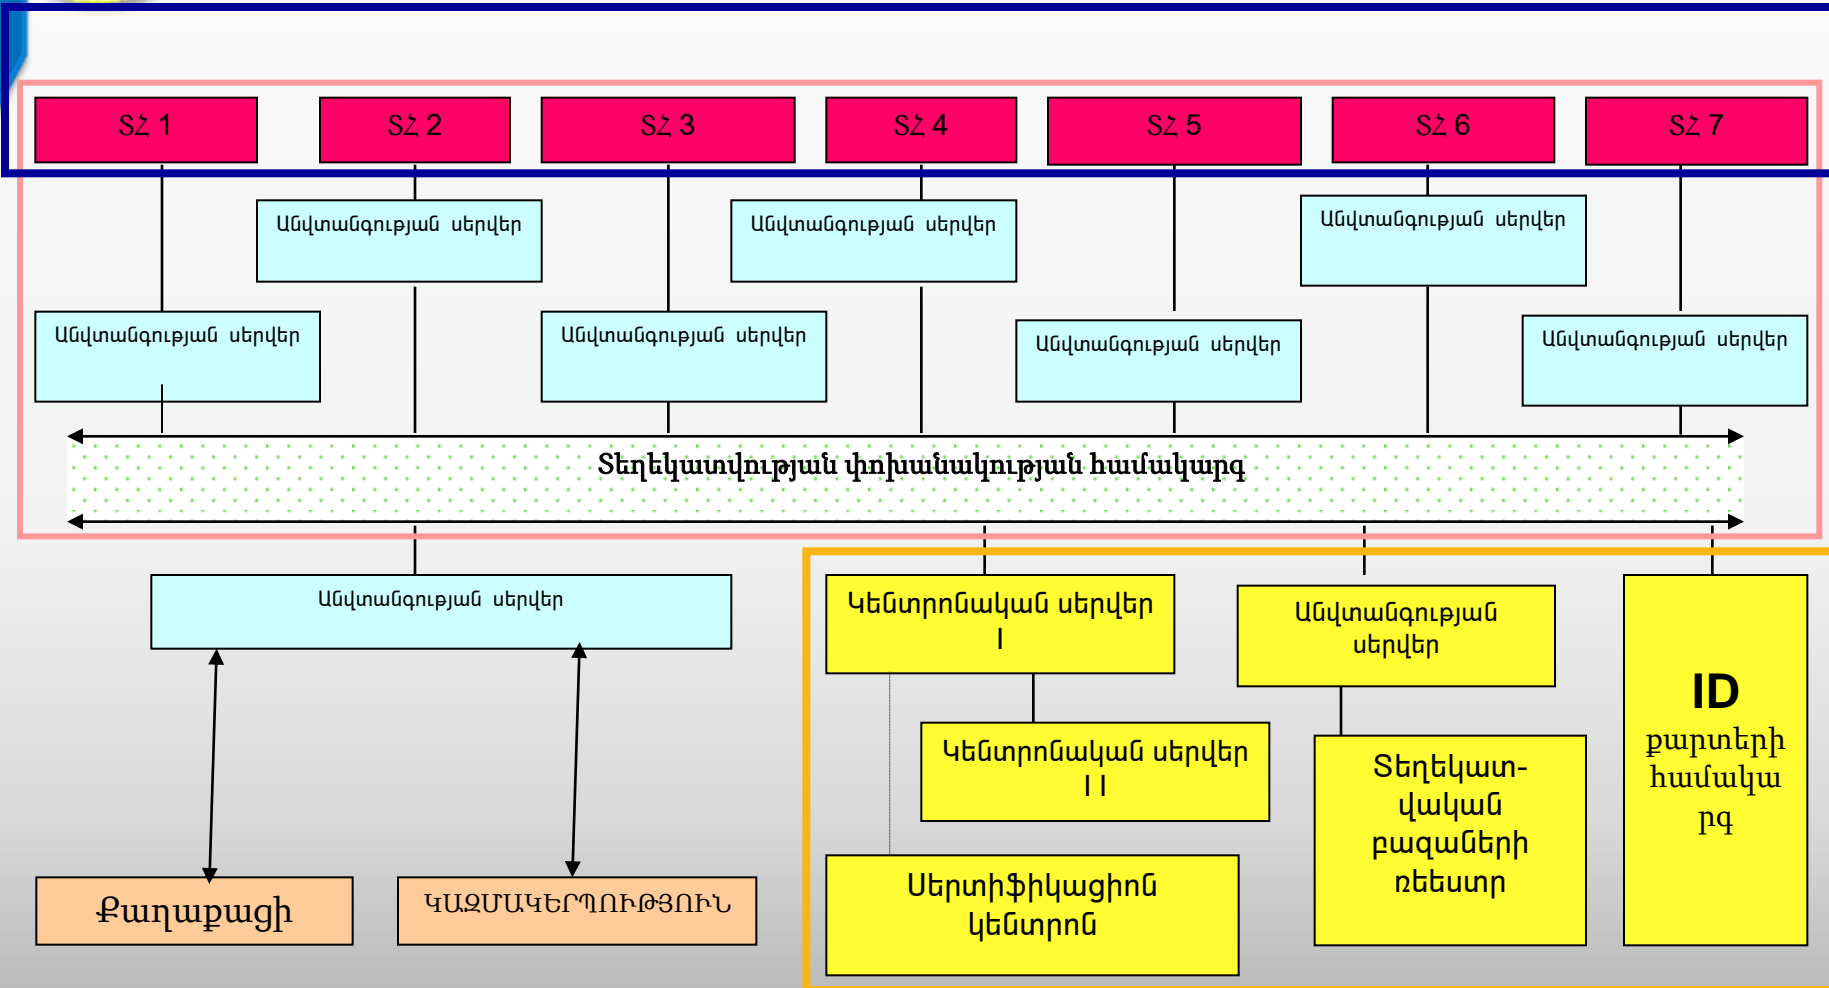 ՏՀ 1
ՏՀ 2
ՏՀ 3
ՏՀ 4
ՏՀ 5
ՏՀ 6
ՏՀ 7
Անվտանգության սերվեր
Անվտանգության սերվեր
Անվտանգության սերվեր
Անվտանգության սերվեր
Անվտանգության սերվեր
Անվտանգության սերվեր
Անվտանգության սերվեր
Տեղեկատվության փոխանակության համակարգ
Անվտանգության սերվեր
Կենտրոնական սերվեր
I
Անվտանգության
սերվեր
ID
քարտերի
համակա
րգ
Կենտրոնական սերվեր
I I
Տեղեկատ-
վական
բազաների
ռեեստր
Սերտիֆիկացիոն
կենտրոն
Քաղաքացի
ԿԱԶՄԱԿԵՐՊՈՒԹՅՈՒՆ